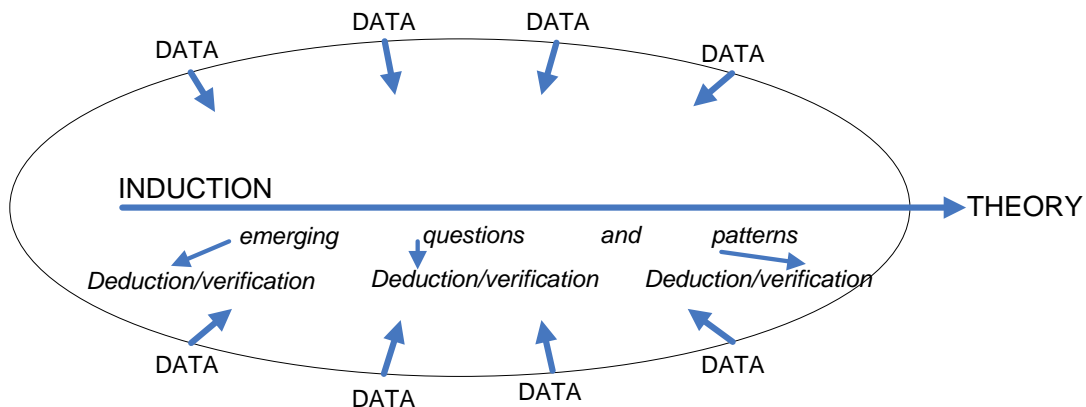 DATA DATA DATA DATA
INDUCTION
THEORY
emerging questions and patterns
Deduction/verification Deduction/verification Deduction/verification
DATA DATA DATA DATA